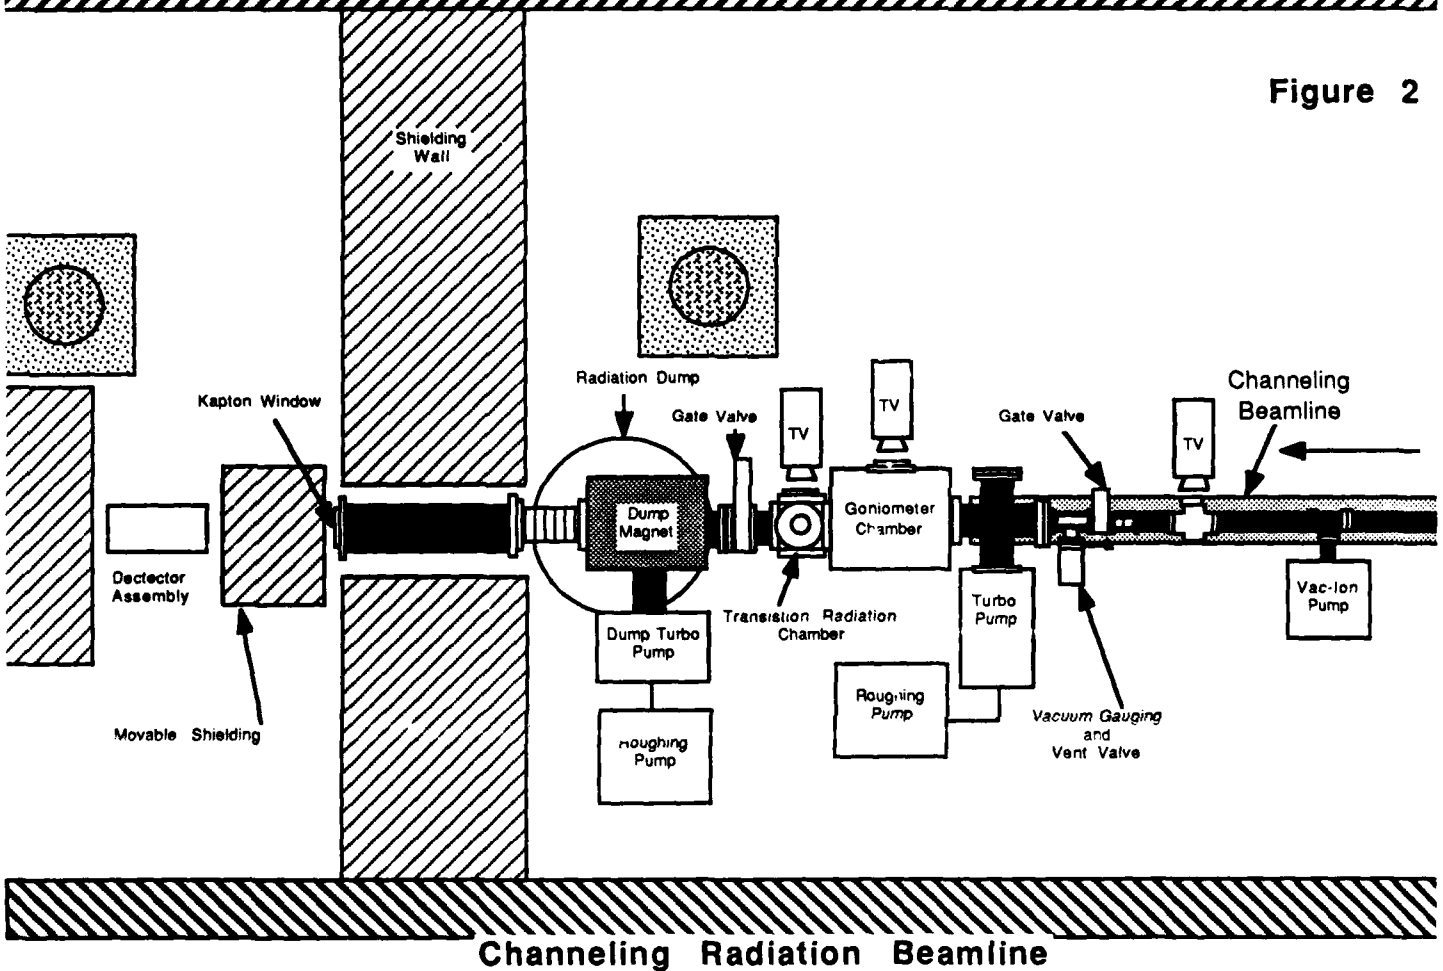 Figure 2
Shielding
Wall
Radiation Dump
Kapton Window
Gate Valve
TV
TV
Gate Valve
Channeling
Beamline
TV
Dump
Magnet
Goniometer
Chamber
Dectector
Assembly
Transistion Radiation
Chamber
Turbo
Pump
Vac-Ion
Pump
Dump Turbo
Pump
Movable Shielding
Roughing
Pump
Roughing
Pump
Vacuum Gauging
and
Vent Valve
Channeling Radiation Beamline